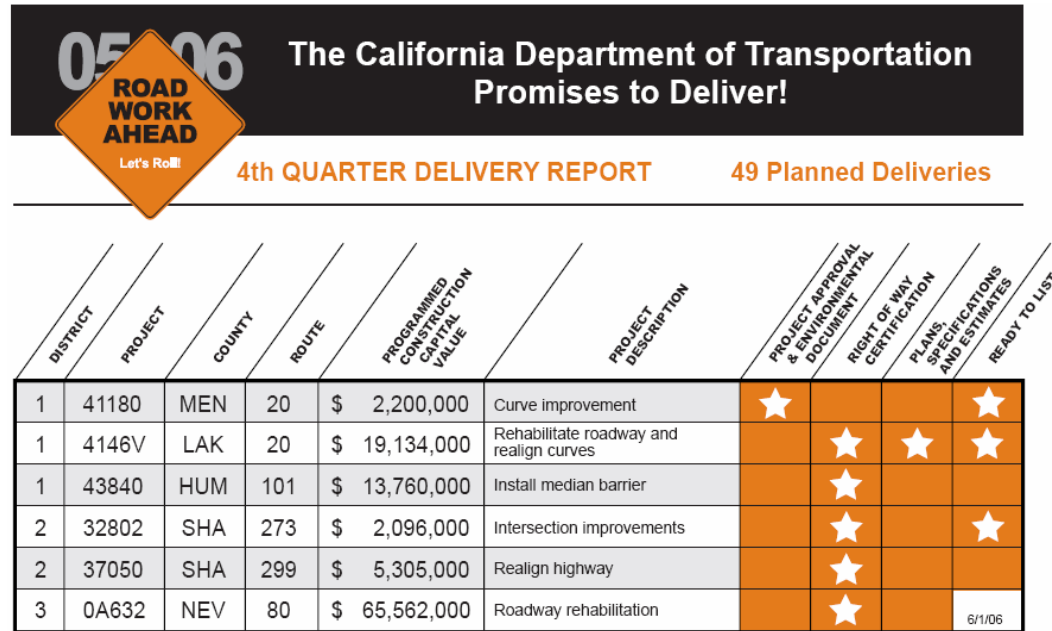 05 06
The California Department of Transportation
Promises to Deliver!
ROAD
WORK
AHEAD
Let's Roll!
4th QUARTER DELIVERY REPORT 49 Planned Deliveries
DISTRICT
PROJECT
COUNTY
ROUTE
PROGRAMMED
CONSTRUCTION
CAPITAL
VALUE
PROJECT
DESCRIPTION
PROJECT APPROVAL
& ENVIRONMENTAL
DOCUMENT
RIGHT OF WAY
CERTIFICATION
PLANS,
SPECIFICATIONS
AND ESTIMATES
READY TO LIST
1 41180 MEN 20 $ 2,200,000 Curve improvement
1 4146V LAK 20 $ 19,134,000 Rehabilitate roadway and
realign curves
1 43840 HUM 101 $ 13,760,000 Install median barrier
2 32802 SHA 273 $ 2,096,000 Intersection improvements
2 37050 SHA 299 $ 5,305,000 Realign highway
3 0A632 NEV 80 $ 65,562,000 Roadway rehabilitation 6/1/06